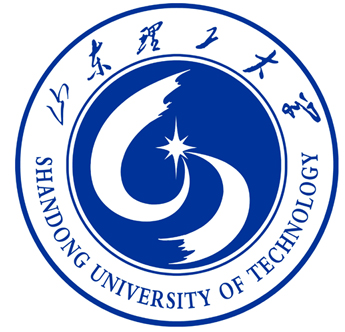 山东理工大学
SHANDONG UNIVERSITY OF TECHNOLOGY